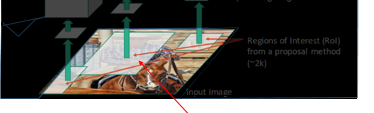 Regions of Interest (RoI)
from a proposal method
(~2k)
Input image